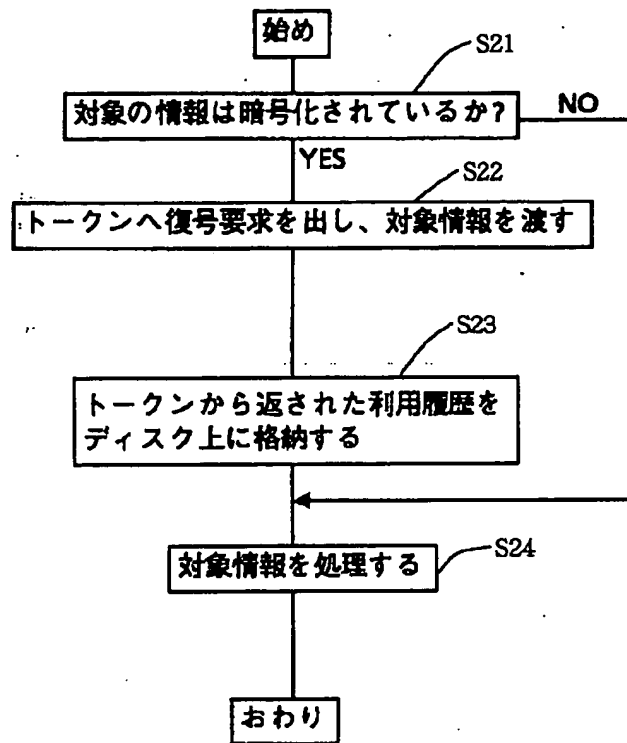 始め
S21
対象の情報は暗号化されているか?
NO
YES
S22
トークンへ復号要求を出し、対象情報を渡す
S23
トークンから返された利用履歴を
ディスク上に格納する
S24
対象情報を処理する
おわり